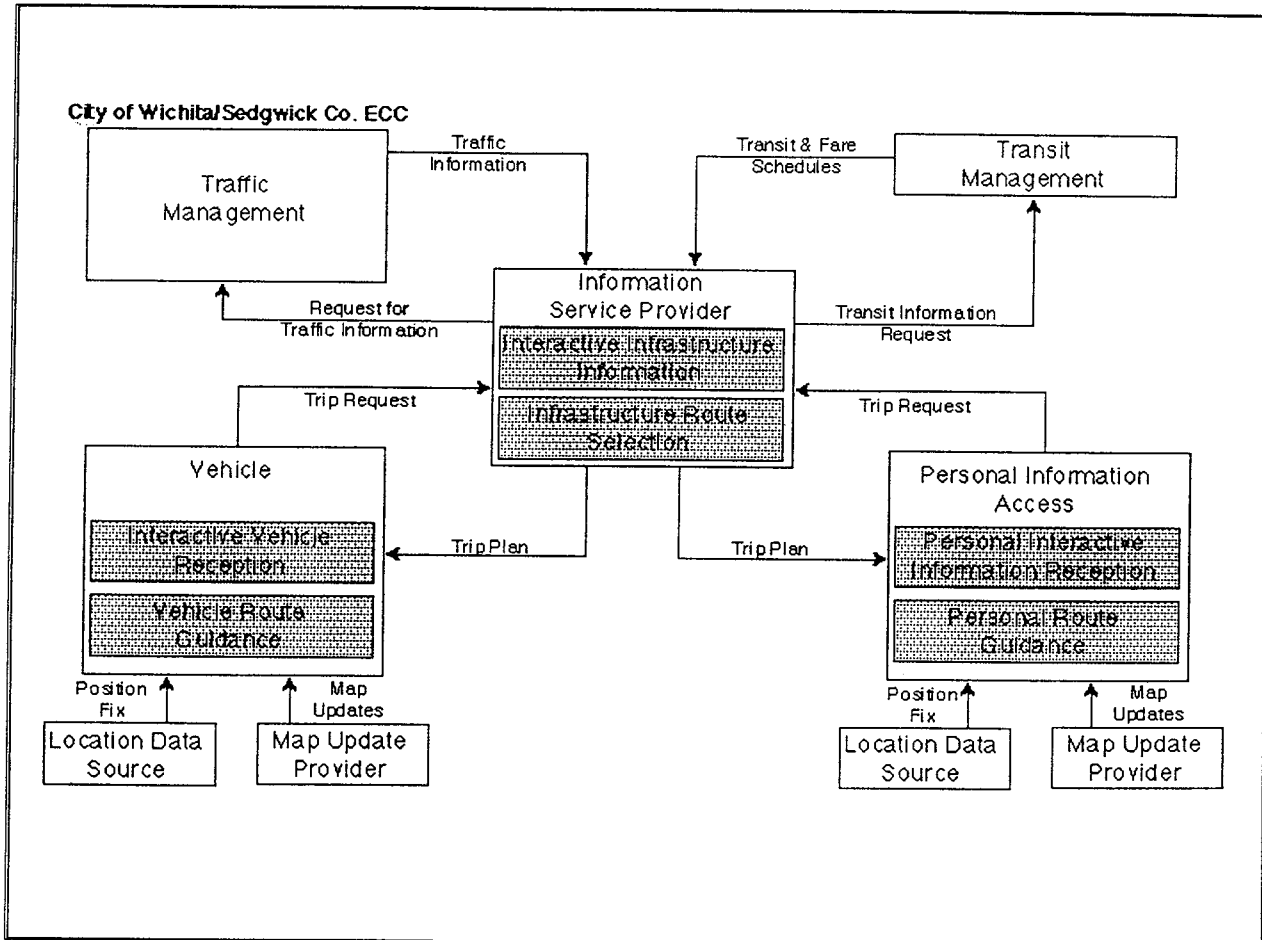 City of Wichita/Sedgwick Co. ECC
Traffic
Management
Traffic
Information
Transit & Fare
Schedules
Transit
Management
Request for
Traffic Information
Information
Service Provider
Interactive Infrastructure
Information
Infrastructure Route
Selection
Transit Information
Request
Trip Request
Trip Request
Vehicle
Interactive Vehicle
Reception
Vehicle Route
Guidance
Trip Plan
Trip Plan
Personal Information
Access
Personal Interactive
Information Reception
Personal Route
Guidance
Position
Fix
Map
Updates
Location Data
Source
Map Update
Provider
Position
Fix
Map
Updates
Location Data
Source
Map Update
Provider